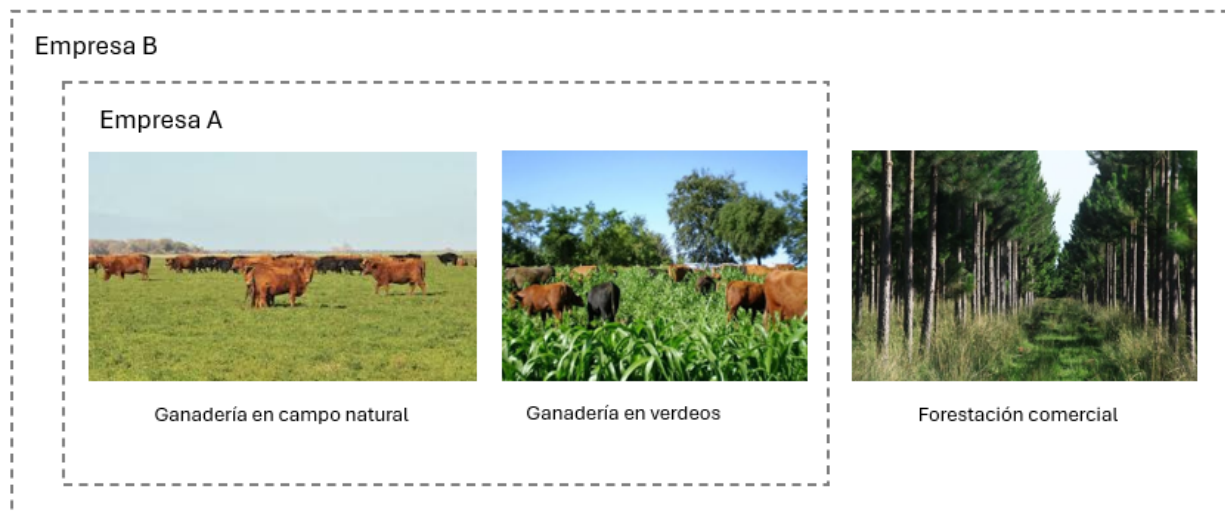 Empresa B
Empresa A
Ganadería en campo natural
Ganadería en verdeos
Forestación comercial